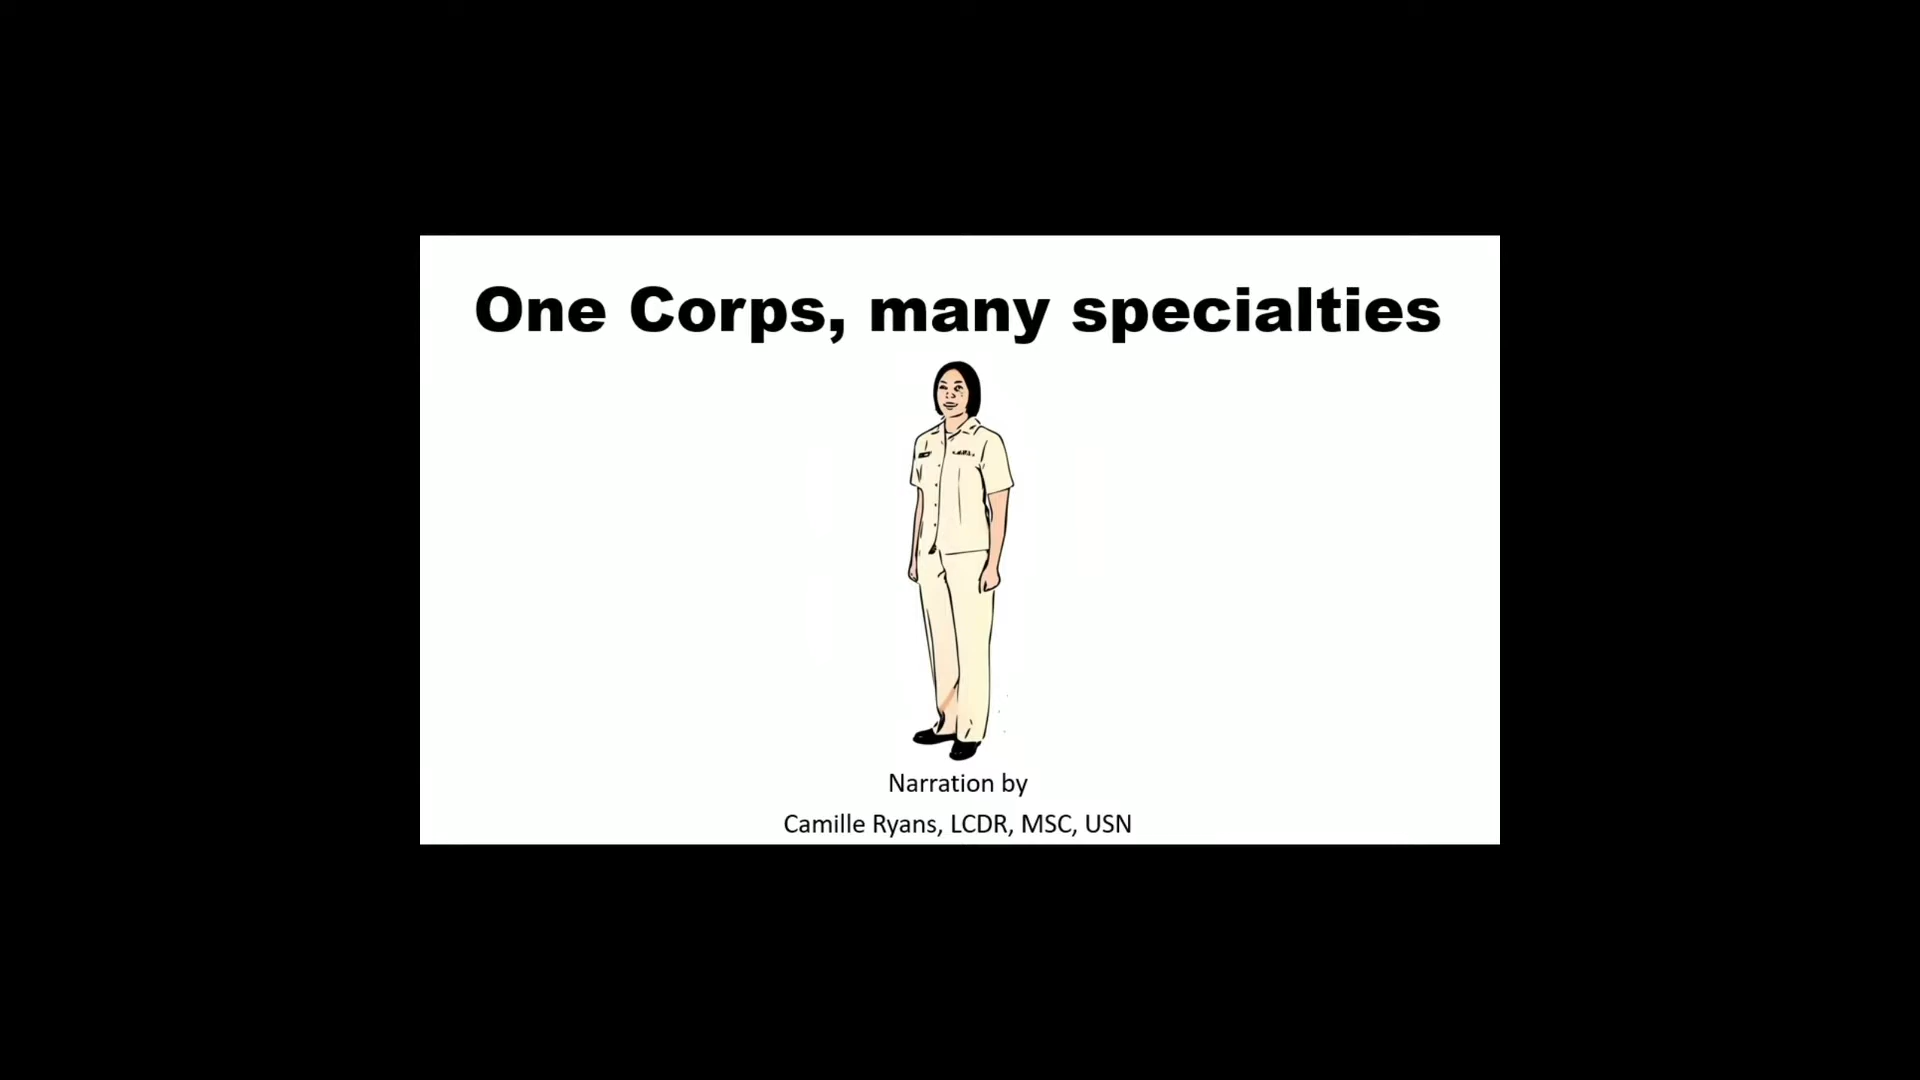 One Corps, many specialties
Narration by
Camille Ryans, LCDR, MSC, USN